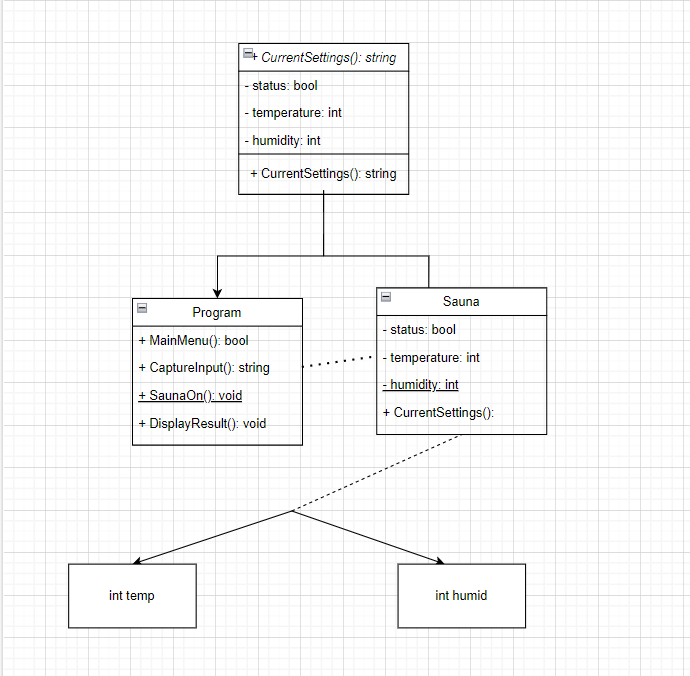 + CurrentSettings(): string
- status: bool
- temperature: int
- humidity: int
+ CurrentSettings(): string
Program
+ MainMenu(): bool
+ CaptureInput(): string
+ SaunaOn(): void
+ DisplayResult(): void
Sauna
- status: bool
- temperature: int
- humidity: int
+ CurrentSettings():
int temp
int humid